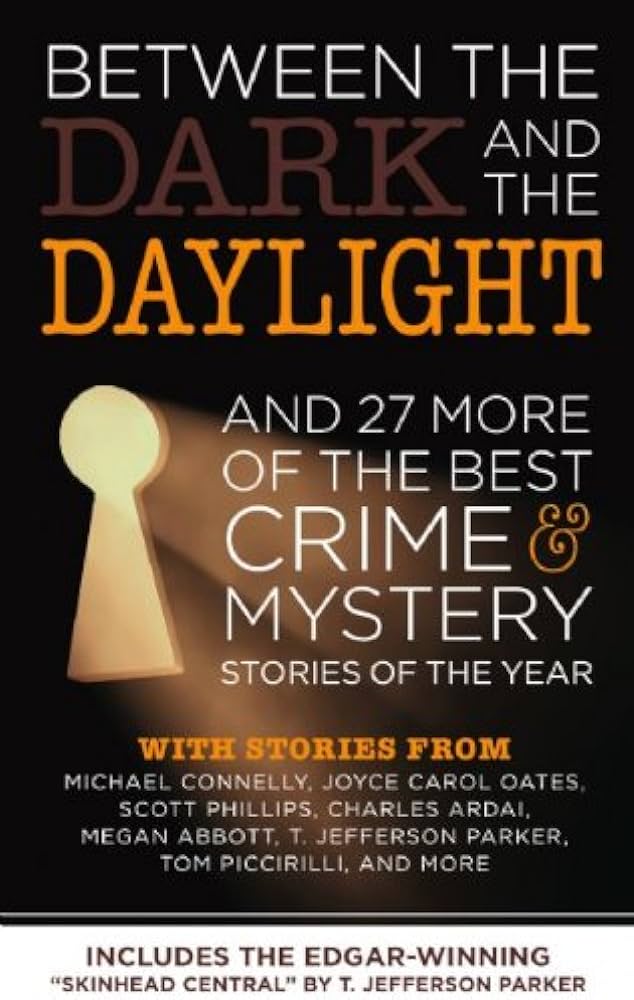 BETWEEN THE
DARK AND THE
DAYLIGHT
AND 27 MORE
OF THE BEST
CRIME &
MYSTERY
STORIES OF THE YEAR
WITH STORIES FROM
MICHAEL CONNELLY, JOYCE CAROL OATES,
SCOTT PHILLIPS, CHARLES ARDAI,
MEGAN ABBOTT, T. JEFFERSON PARKER,
TOM PICCIRILLI, AND MORE
INCLUDES THE EDGAR-WINNING
“SKINHEAD CENTRAL” BY T. JEFFERSON PARKER